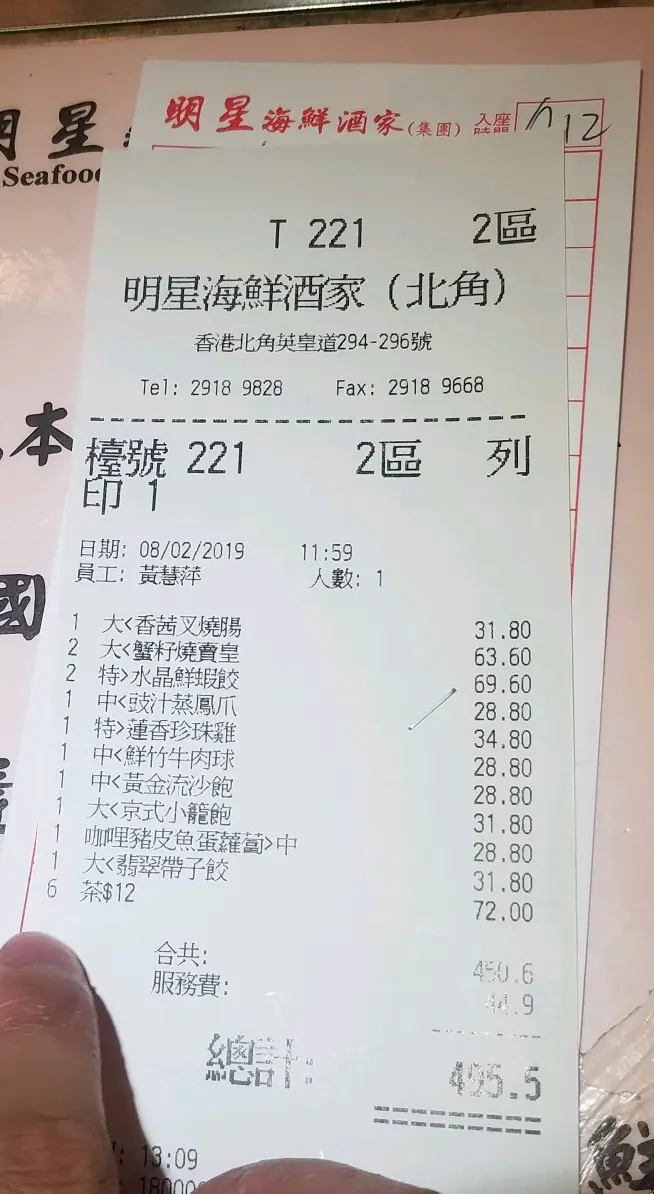 明星
Seafood
明星海鮮酒家(集團) 入座時間 12
T 221 2區
明星海鮮酒家(北角)
香港北角英皇道294-296號
Tel: 2918 9828 Fax: 2918 9668
檯號 221 2區 列
印 1
日期: 08/02/2019 11:59
員工: 黃慧萍 人數: 1
1 大<香茜叉燒腸 31.80
2 大<蟹籽燒賣皇 63.60
2 特>水晶鮮蝦餃 69.60
1 中<豉汁蒸鳳爪 28.80
1 特>蓮香珍珠雞 34.80
1 中<鮮竹牛肉球 28.80
1 中<黃金流沙飽 28.80
1 大<京式小籠飽 31.80
1 咖哩豬皮魚蛋蘿蔔>中 28.80
1 大<翡翠帶子餃 31.80
6 茶$12 72.00
合共: 450.6
服務費: 44.9
總計: 495.5
: 13:09
本
國